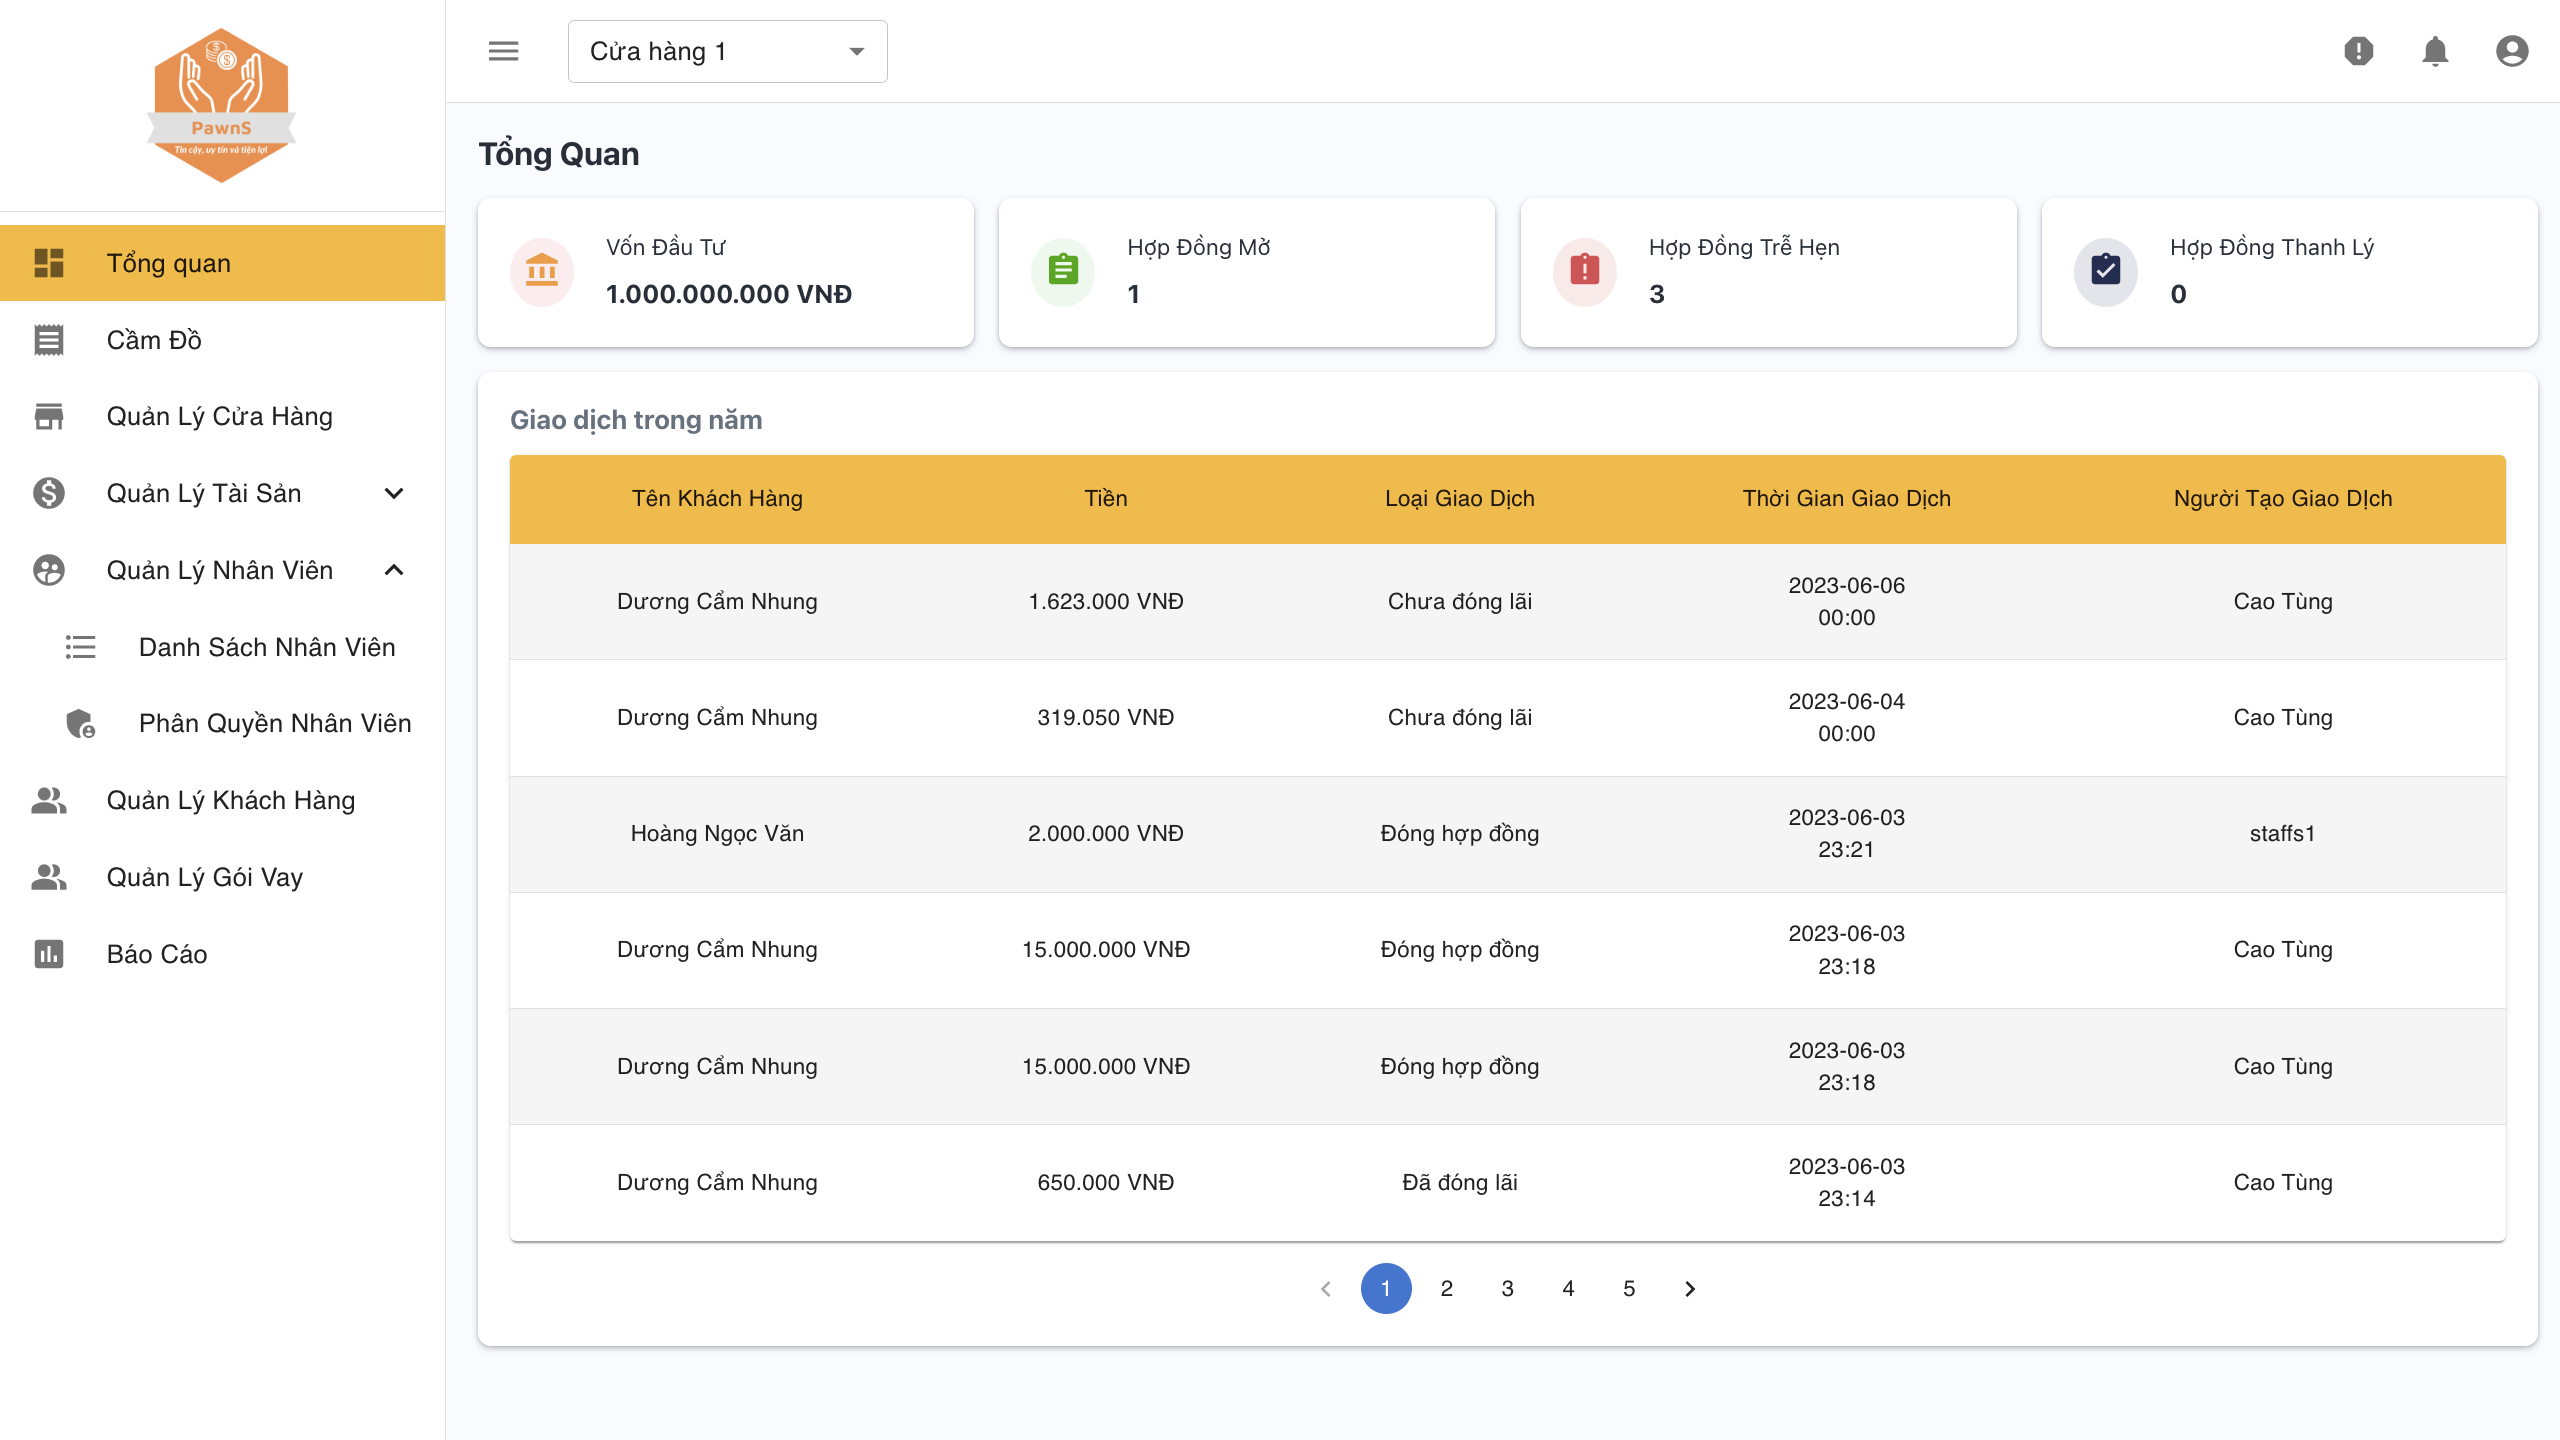 PawnS
Tin cậy, uy tín và tiện lợi
Cửa hàng 1
Tổng quan
Cầm Đồ
Quản Lý Cửa Hàng
Quản Lý Tài Sản
Quản Lý Nhân Viên
Danh Sách Nhân Viên
Phân Quyền Nhân Viên
Quản Lý Khách Hàng
Quản Lý Gói Vay
Báo Cáo
Tổng Quan
Vốn Đầu Tư
1.000.000.000 VNĐ
Hợp Đồng Mở
1
Hợp Đồng Trễ Hẹn
3
Hợp Đồng Thanh Lý
0
Giao dịch trong năm
Tên Khách Hàng Tiền Loại Giao Dịch Thời Gian Giao Dịch Người Tạo Giao DỊch
Dương Cẩm Nhung 1.623.000 VNĐ Chưa đóng lãi 2023-06-06 00:00 Cao Tùng
Dương Cẩm Nhung 319.050 VNĐ Chưa đóng lãi 2023-06-04 00:00 Cao Tùng
Hoàng Ngọc Văn 2.000.000 VNĐ Đóng hợp đồng 2023-06-03 23:21 staffs1
Dương Cẩm Nhung 15.000.000 VNĐ Đóng hợp đồng 2023-06-03 23:18 Cao Tùng
Dương Cẩm Nhung 15.000.000 VNĐ Đóng hợp đồng 2023-06-03 23:18 Cao Tùng
Dương Cẩm Nhung 650.000 VNĐ Đã đóng lãi 2023-06-03 23:14 Cao Tùng
1 2 3 4 5